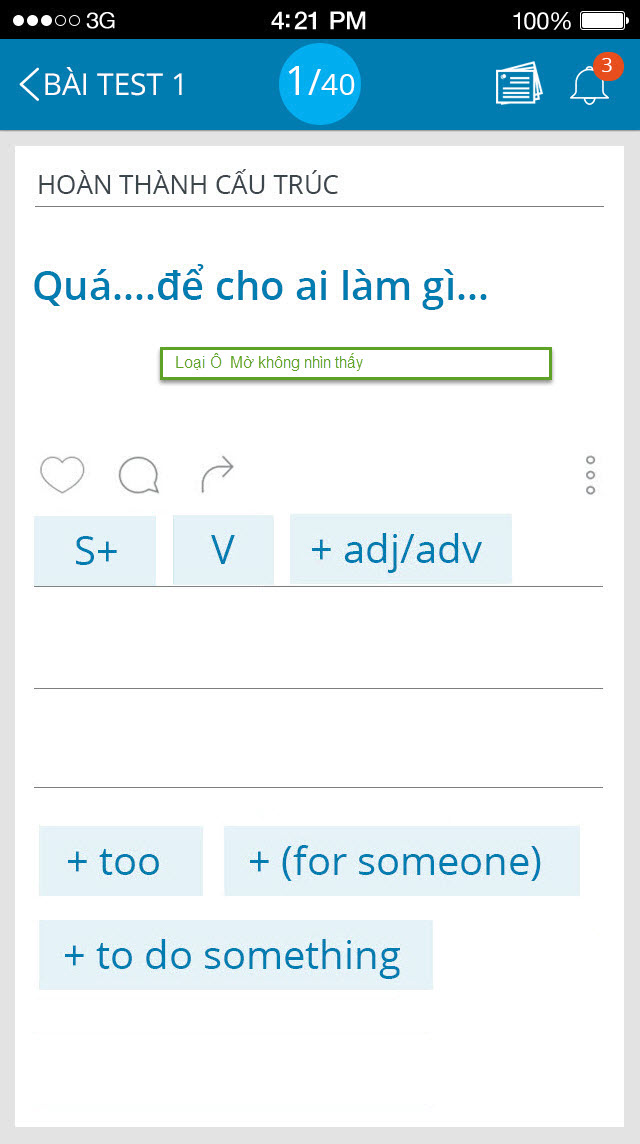 3G 4:21 PM 100%
BÀI TEST 1 1/40 3
HOÀN THÀNH CẤU TRÚC
Quá....để cho ai làm gì...
Loại Ô Mờ không nhìn thấy
S+ V + adj/adv
+ too + (for someone)
+ to do something